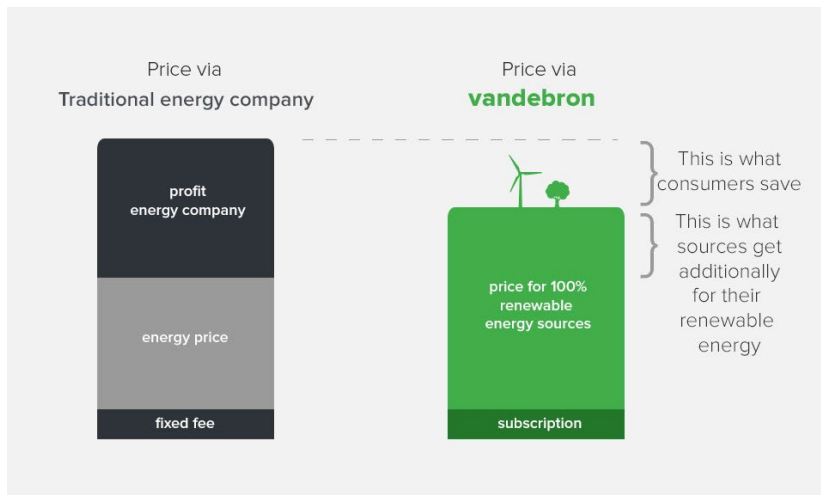 Price via
Traditional energy company
Price via
vandebron
profit
energy company
energy price
fixed fee
price for 100%
renewable
energy sources
subscription
This is what
consumers save
This is what
sources get
additionally
for their
renewable
energy